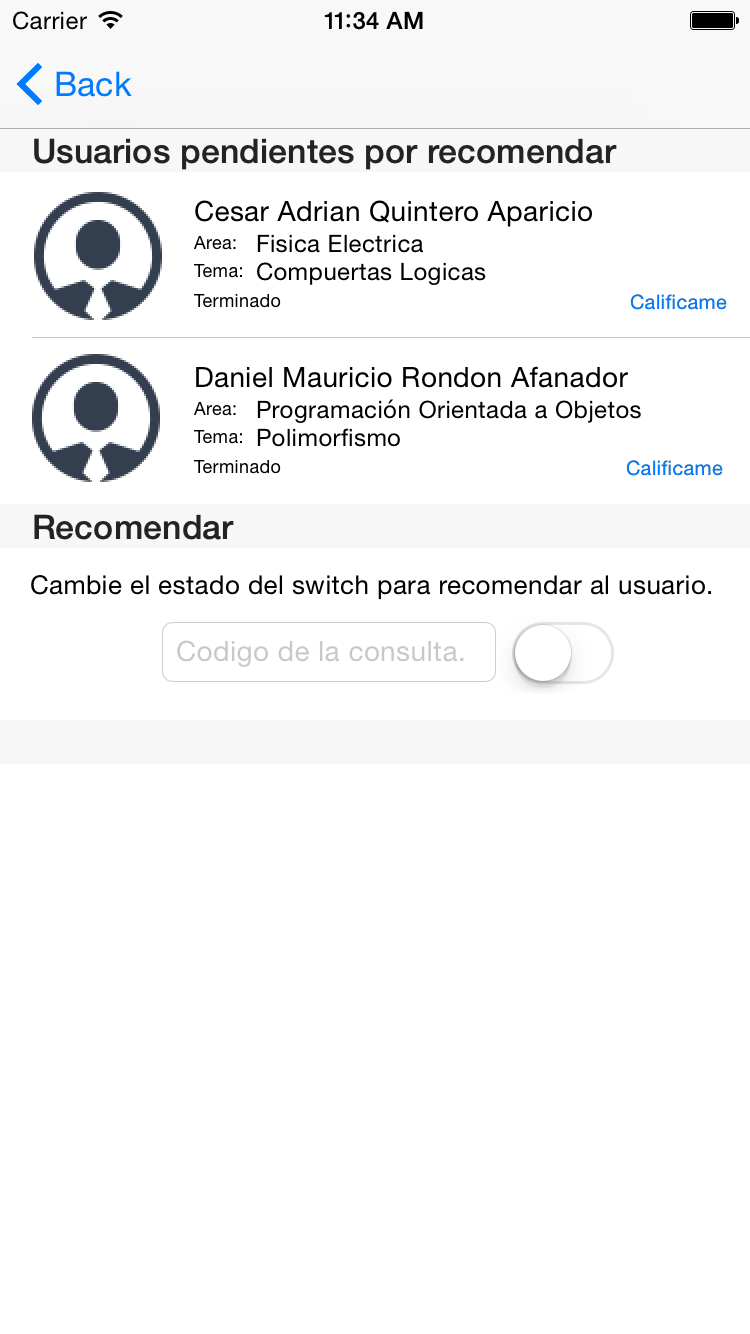 Carrier 11:34 AM
Back
Usuarios pendientes por recomendar
Cesar Adrian Quintero Aparicio
Area: Fisica Electrica
Tema: Compuertas Logicas
Terminado Calificame
Daniel Mauricio Rondon Afanador
Area: Programación Orientada a Objetos
Tema: Polimorfismo
Terminado Calificame
Recomendar
Cambie el estado del switch para recomendar al usuario.
Codigo de la consulta.